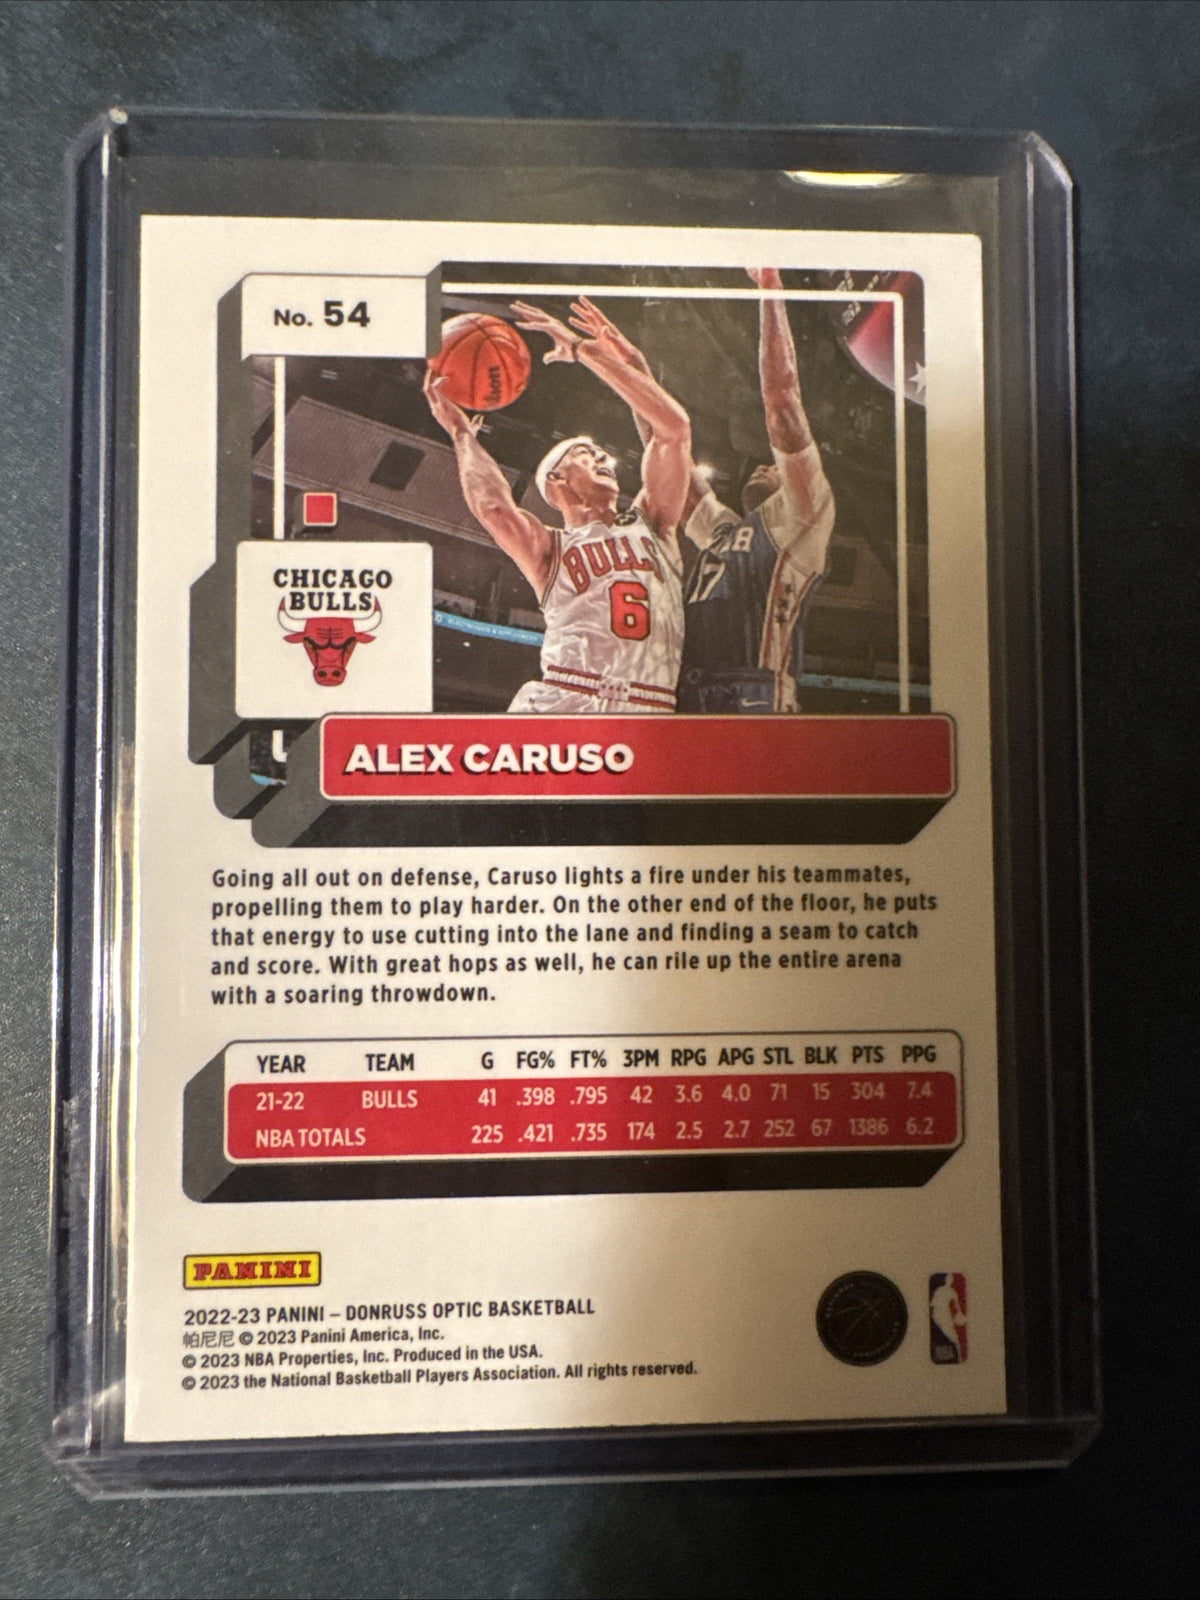 No. 54
Wilson
BULLS
6
7
CHICAGO
BULLS
ALEX CARUSO
Going all out on defense, Caruso lights a fire under his teammates,
propelling them to play harder. On the other end of the floor, he puts
that energy to use cutting into the lane and finding a seam to catch
and score. With great hops as well, he can rile up the entire arena
with a soaring throwdown.
YEAR TEAM G FG% FT% 3PM RPG APG STL BLK PTS PPG
21-22 BULLS 41 .398 .795 42 3.6 4.0 71 15 304 7.4
NBA TOTALS 225 .421 .735 174 2.5 2.7 252 67 1386 6.2
PANINI
2022-23 PANINI – DONRUSS OPTIC BASKETBALL
帕尼尼 © 2023 Panini America, Inc.
© 2023 NBA Properties, Inc. Produced in the USA.
© 2023 the National Basketball Players Association. All rights reserved.